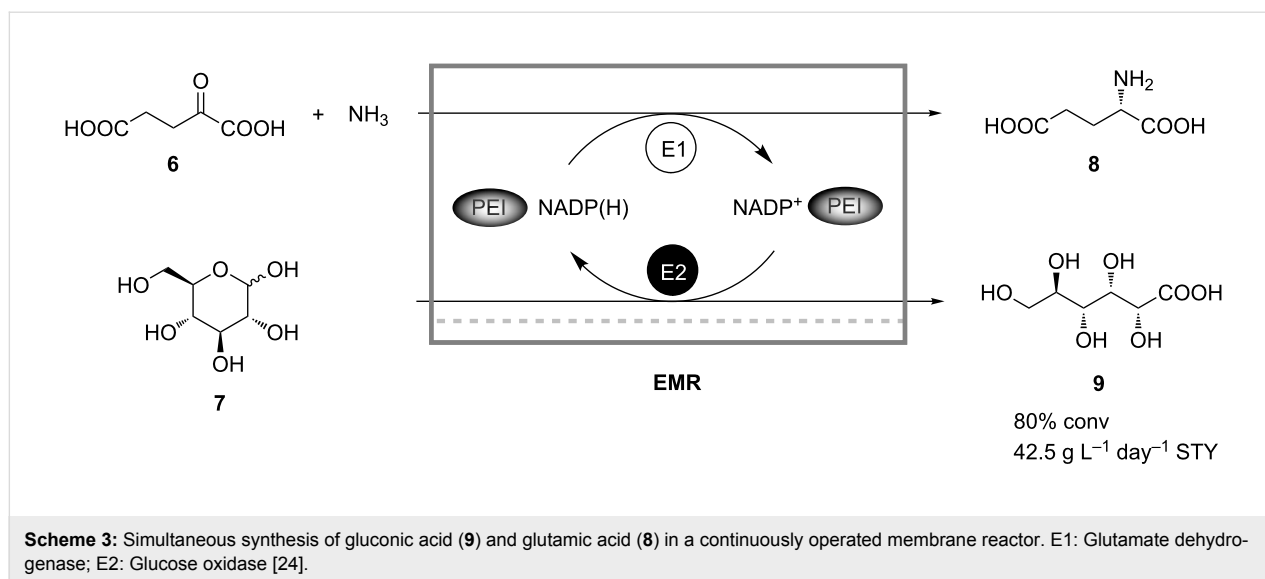 O
HOOC COOH
6
+ NH₃
NH₂
HOOC COOH
8
E1
PEI NADP(H) NADP⁺ PEI
E2
HO O OH
HO OH
OH
7
OH OH
HO COOH
OH OH
9
EMR
80% conv
42.5 g L⁻¹ day⁻¹ STY
Scheme 3: Simultaneous synthesis of gluconic acid (9) and glutamic acid (8) in a continuously operated membrane reactor. E1: Glutamate dehydro-
genase; E2: Glucose oxidase [24].